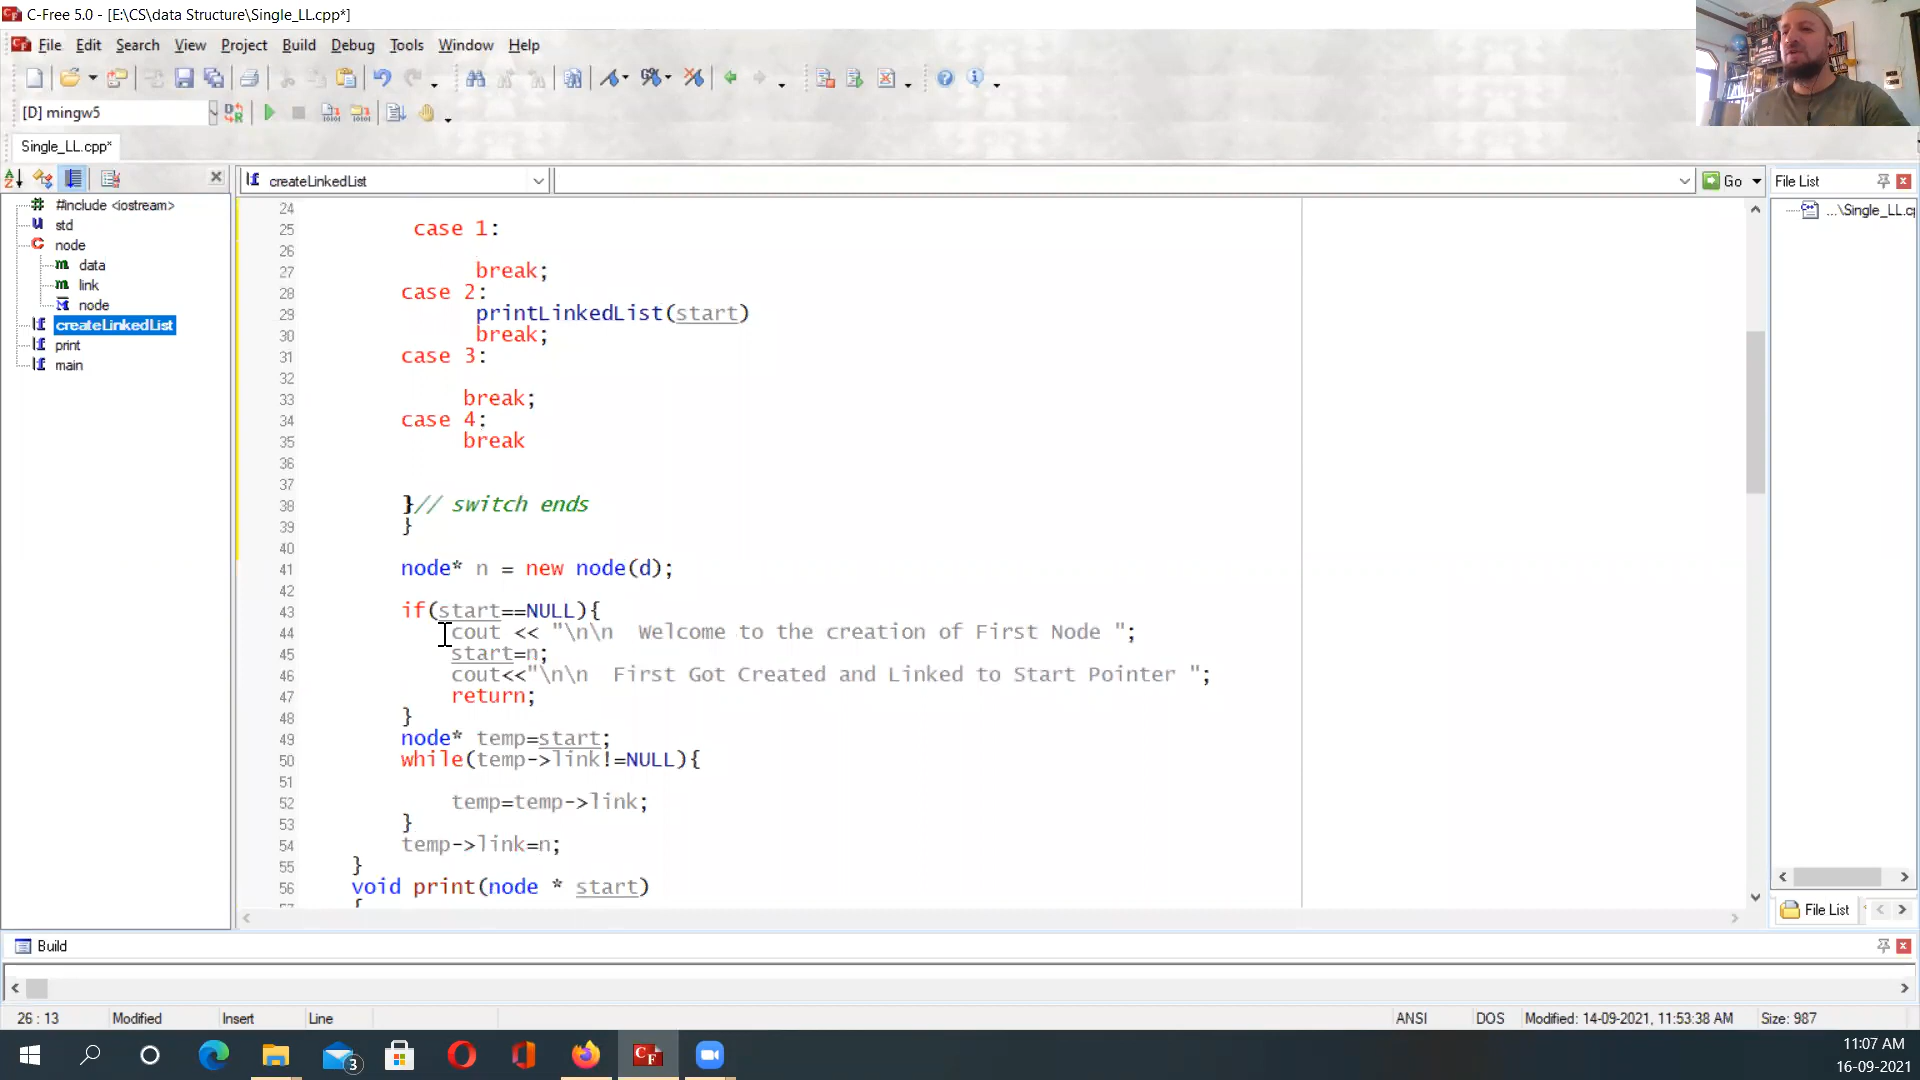 C-Free 5.0 - [E:\CS\data Structure\Single_LL.cpp*]
File Edit Search View Project Build Debug Tools Window Help
[D] mingw5
Single_LL.cpp*
createLinkedList
Go
File List
#include <iostream>
std
node
data
link
node
createLinkedList
print
main
...\Single_LL.c
24
25 case 1:
26
27 break;
28 case 2:
29 printLinkedList(start)
30 break;
31 case 3:
32
33 break;
34 case 4:
35 break
36
37
38 }// switch ends
39 }
40
41 node* n = new node(d);
42
43 if(start==NULL){
44 cout << "\n\n  Welcome to the creation of First Node ";
45 start=n;
46 cout<<"\n\n  First Got Created and Linked to Start Pointer ";
47 return;
48 }
49 node* temp=start;
50 while(temp->link!=NULL){
51
52 temp=temp->link;
53 }
54 temp->link=n;
55 }
56 void print(node * start)
{
File List
Build
26 : 13 Modified Insert Line ANSI DOS Modified: 14-09-2021, 11:53:38 AM Size: 987
3
11:07 AM
16-09-2021